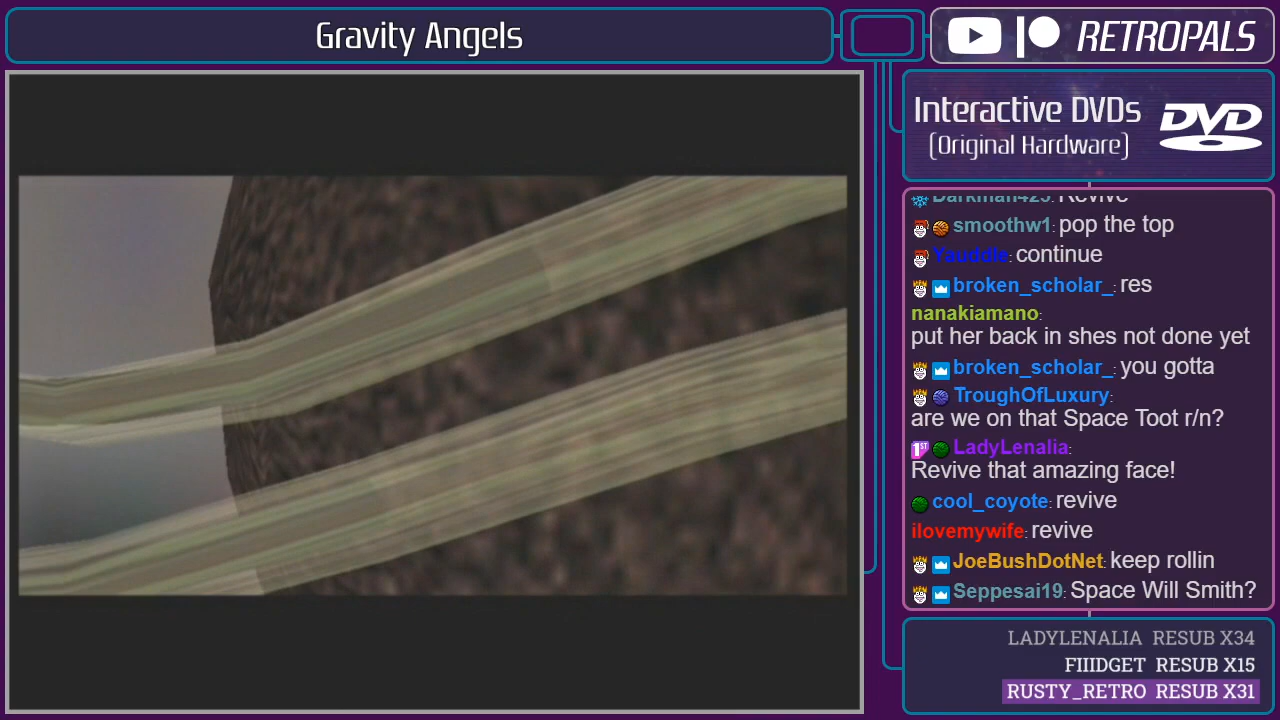 Gravity Angels
RETROPALS
Interactive DVDs
(Original Hardware)
DVD
Darkman425: Revive
smoothw1: pop the top
Yauddle: continue
broken_scholar_: res
nanakiamano:
put her back in shes not done yet
broken_scholar_: you gotta
TroughOfLuxury:
are we on that Space Toot r/n?
1ST LadyLenalia:
Revive that amazing face!
cool_coyote: revive
ilovemywife: revive
JoeBushDotNet: keep rollin
Seppesai19: Space Will Smith?
LADYLENALIA RESUB X34
FIIIDGET RESUB X15
RUSTY_RETRO RESUB X31